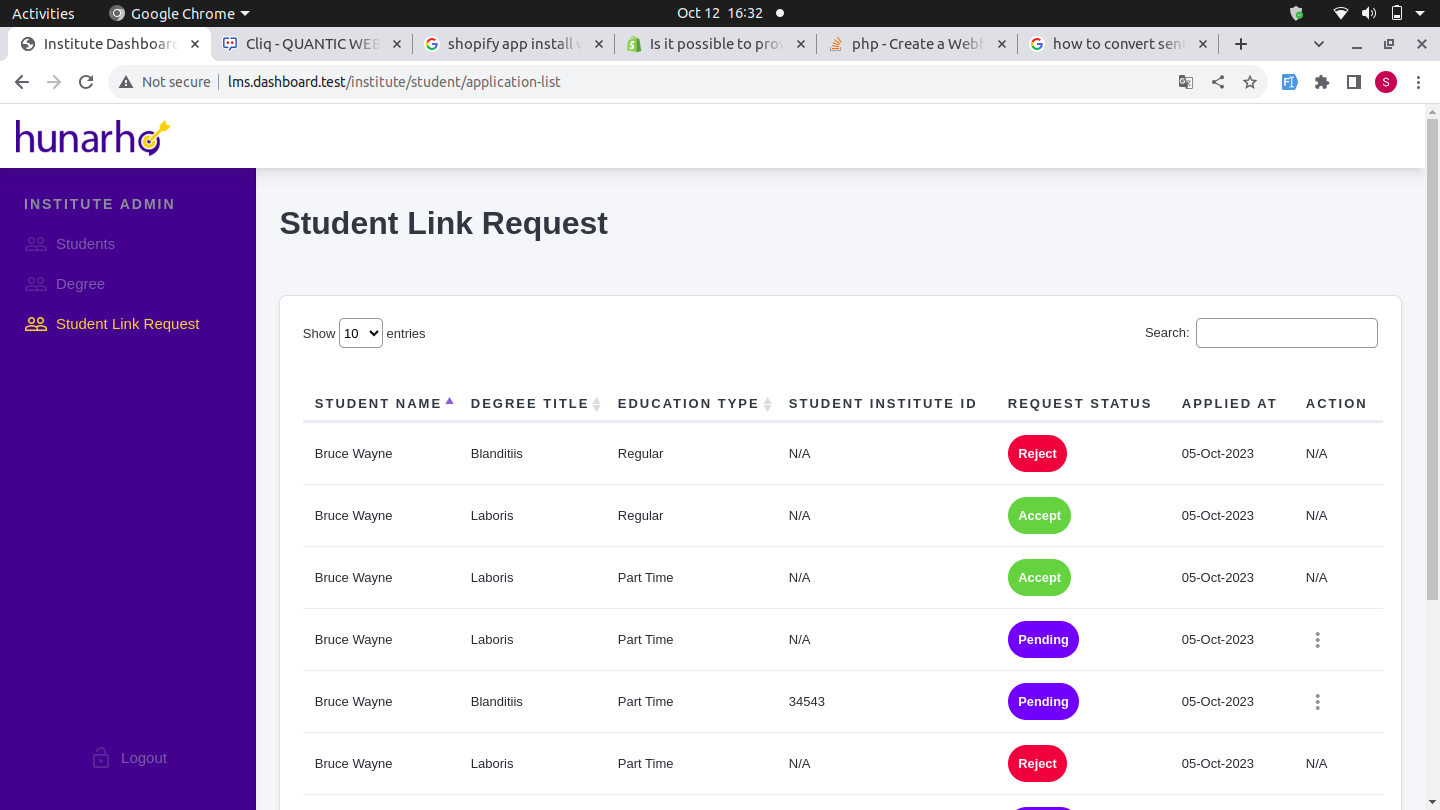 Activities Google Chrome Oct 12 16:32
Institute Dashboard Cliq - QUANTIC WEB shopify app install Is it possible to prov php - Create a Webh how to convert sent
Not secure lms.dashboard.test/institute/student/application-list S
hunarho
INSTITUTE ADMIN
Students
Degree
Student Link Request
Logout
Student Link Request
Show 10 entries Search:
STUDENT NAME DEGREE TITLE EDUCATION TYPE STUDENT INSTITUTE ID REQUEST STATUS APPLIED AT ACTION
Bruce Wayne Blanditiis Regular N/A Reject 05-Oct-2023 N/A
Bruce Wayne Laboris Regular N/A Accept 05-Oct-2023 N/A
Bruce Wayne Laboris Part Time N/A Accept 05-Oct-2023 N/A
Bruce Wayne Laboris Part Time N/A Pending 05-Oct-2023
Bruce Wayne Blanditiis Part Time 34543 Pending 05-Oct-2023
Bruce Wayne Laboris Part Time N/A Reject 05-Oct-2023 N/A